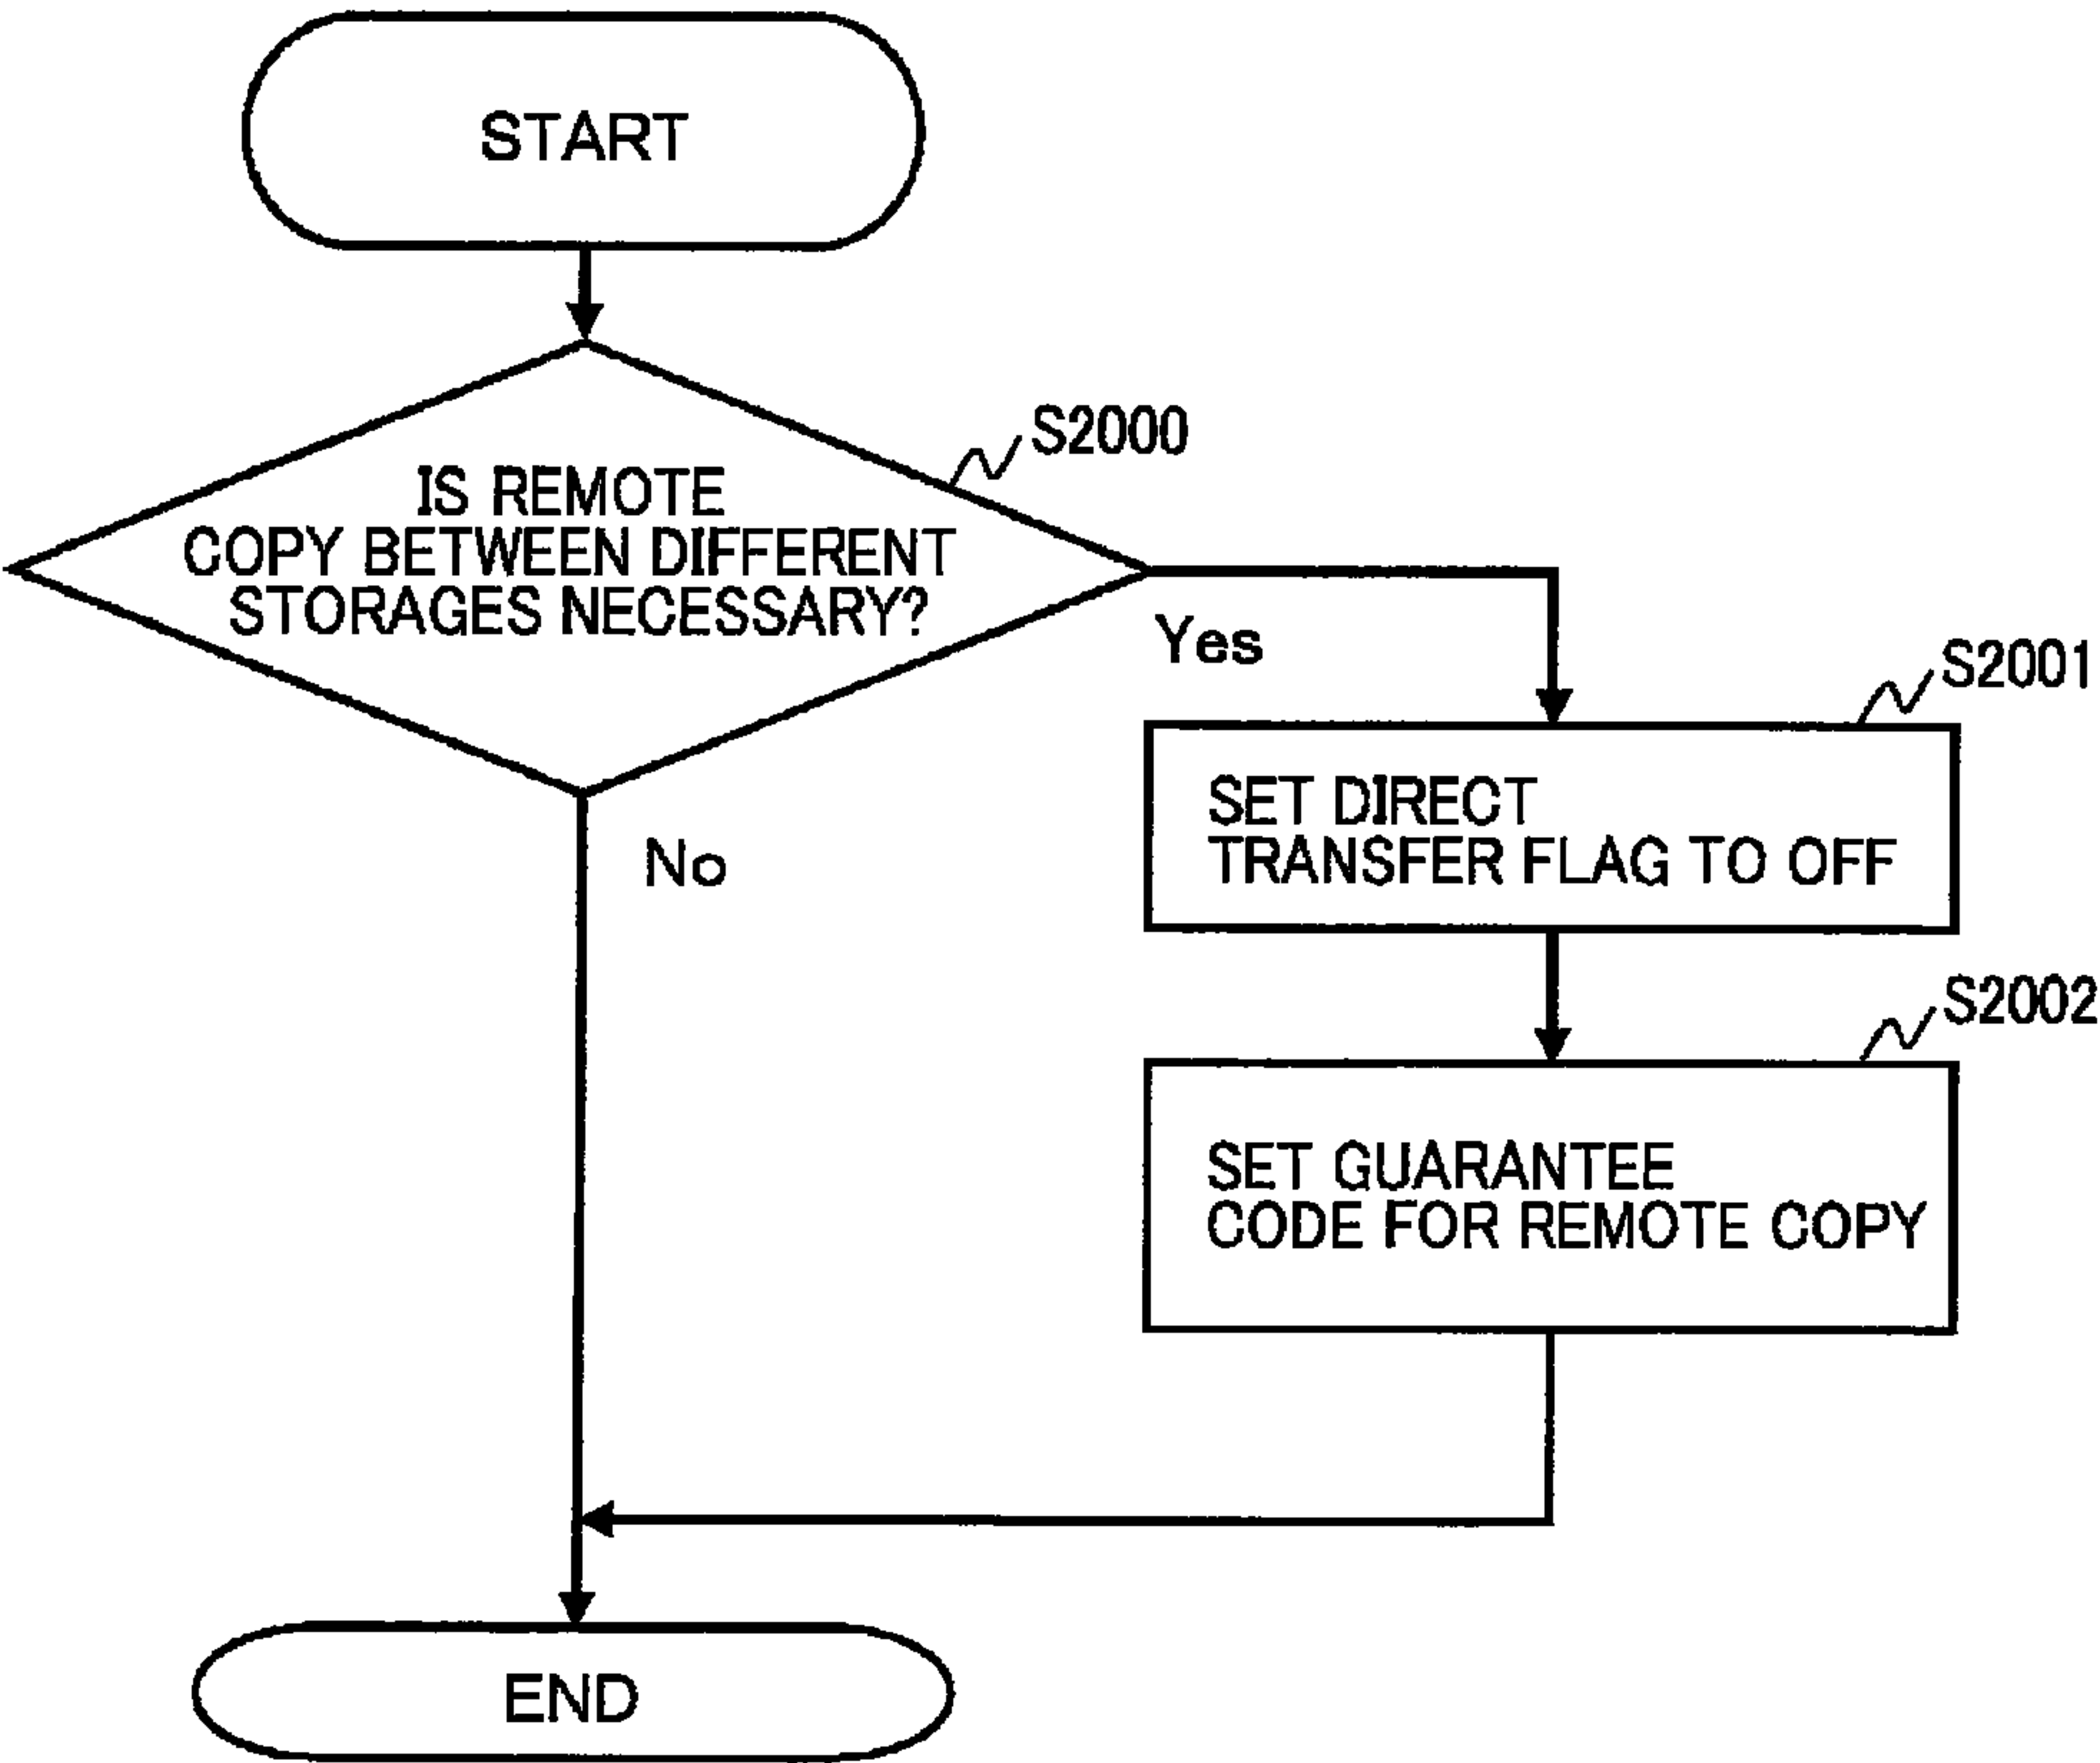 START
S2000
IS REMOTE
COPY BETWEEN DIFFERENT
STORAGES NECESSARY?
Yes
S2001
SET DIRECT
TRANSFER FLAG TO OFF
No
S2002
SET GUARANTEE
CODE FOR REMOTE COPY
END